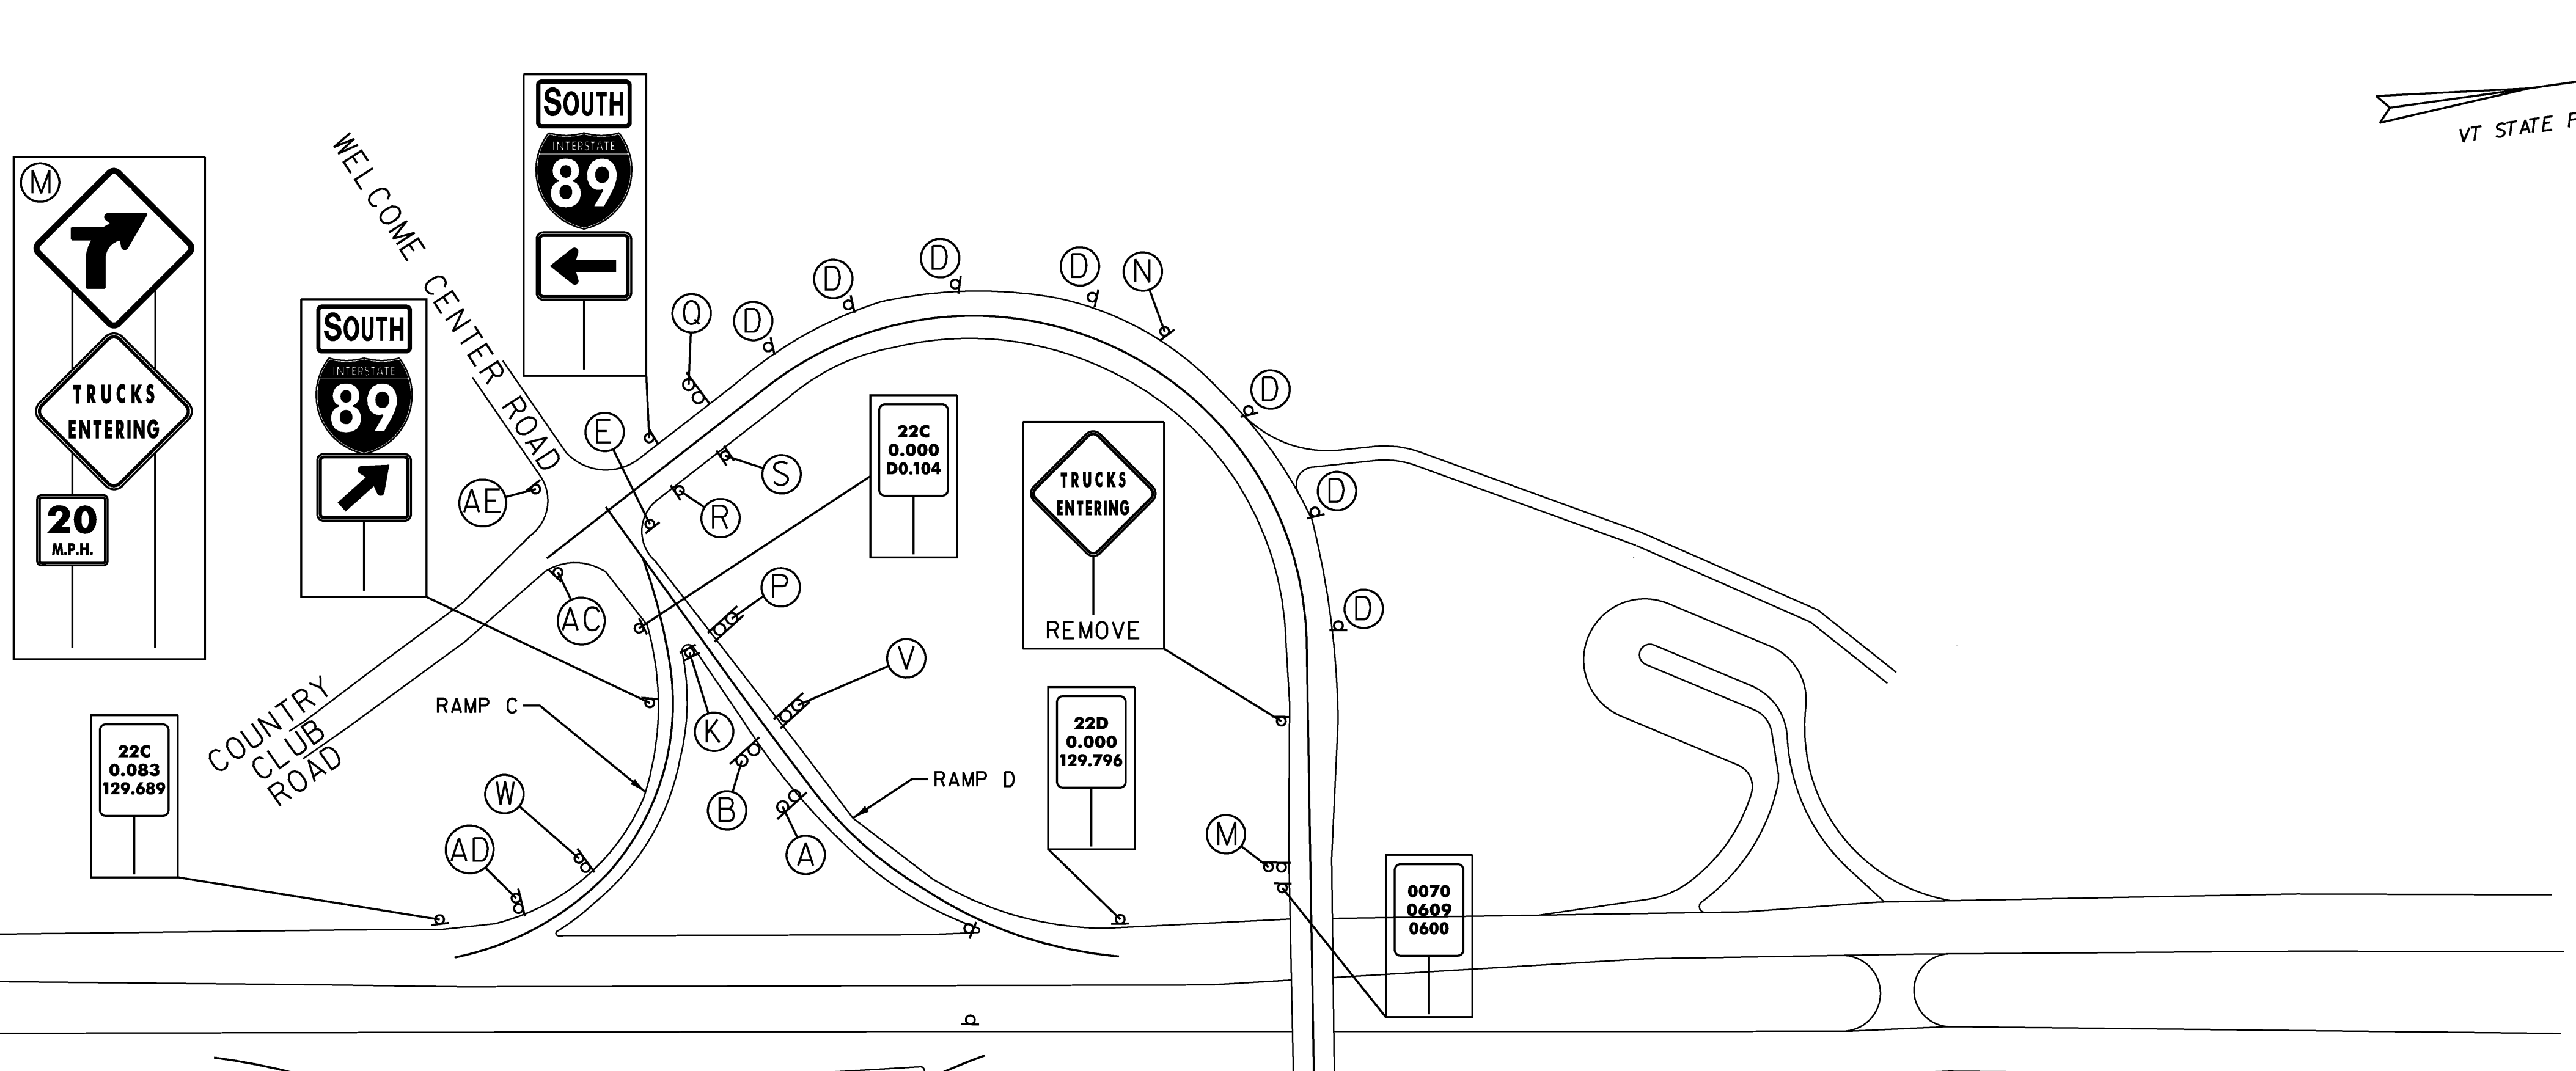 M
TRUCKS
ENTERING
20
M.P.H.
SOUTH
INTERSTATE
89
SOUTH
INTERSTATE
89
WELCOME CENTER ROAD
VT STATE
Q
D
D
D
D
N
D
D
D
E
S
R
AE
AC
22C
0.000
D0.104
P
V
K
B
A
TRUCKS
ENTERING
REMOVE
COUNTRY
CLUB
ROAD
RAMP C
RAMP D
22C
0.083
129.689
W
AD
22D
0.000
129.796
M
0070
0609
0600